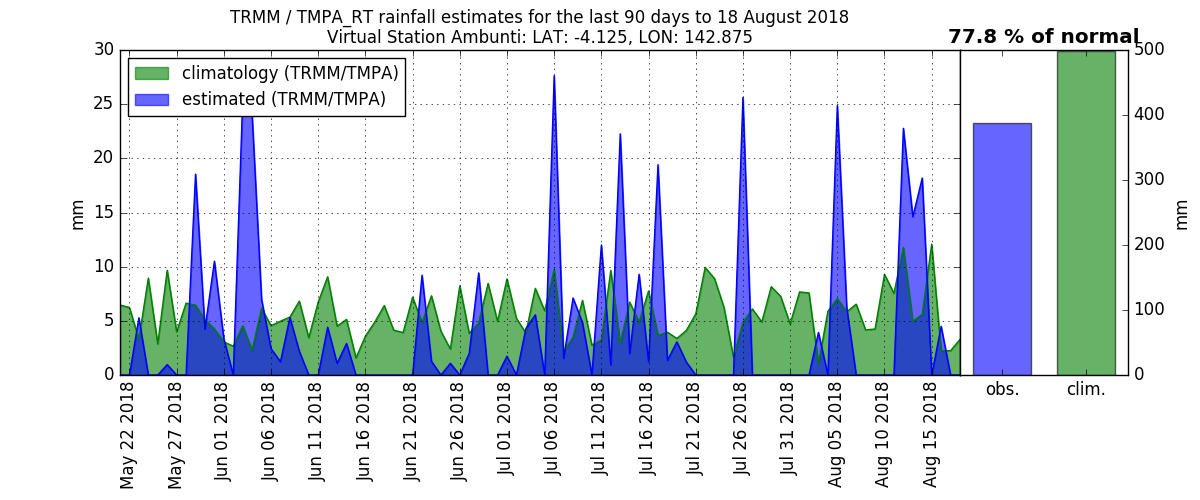 TRMM / TMPA_RT rainfall estimates for the last 90 days to 18 August 2018
Virtual Station Ambunti: LAT: -4.125, LON: 142.875
77.8 % of normal
climatology (TRMM/TMPA)
estimated (TRMM/TMPA)
mm
30
25
20
15
10
5
0
May 22 2018
May 27 2018
Jun 01 2018
Jun 06 2018
Jun 11 2018
Jun 16 2018
Jun 21 2018
Jun 26 2018
Jul 01 2018
Jul 06 2018
Jul 11 2018
Jul 16 2018
Jul 21 2018
Jul 26 2018
Jul 31 2018
Aug 05 2018
Aug 10 2018
Aug 15 2018
obs.
clim.
500
400
300
200
100
0
mm